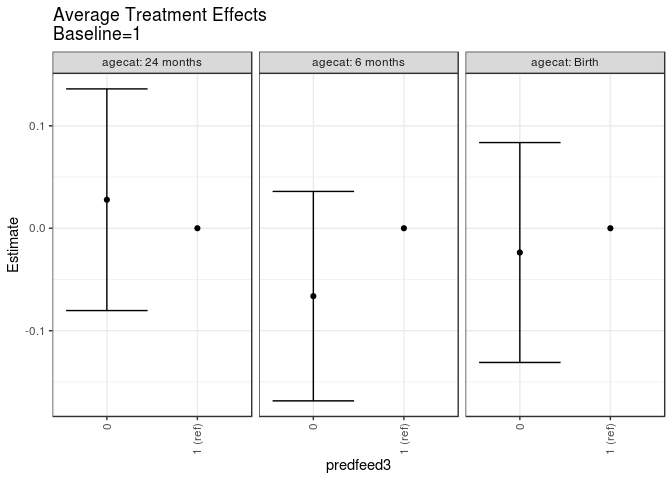 Average Treatment Effects
Baseline=1
agecat: 24 months
agecat: 6 months
agecat: Birth
Estimate
0.1
0.0
-0.1
0
1 (ref)
0
1 (ref)
0
1 (ref)
predfeed3